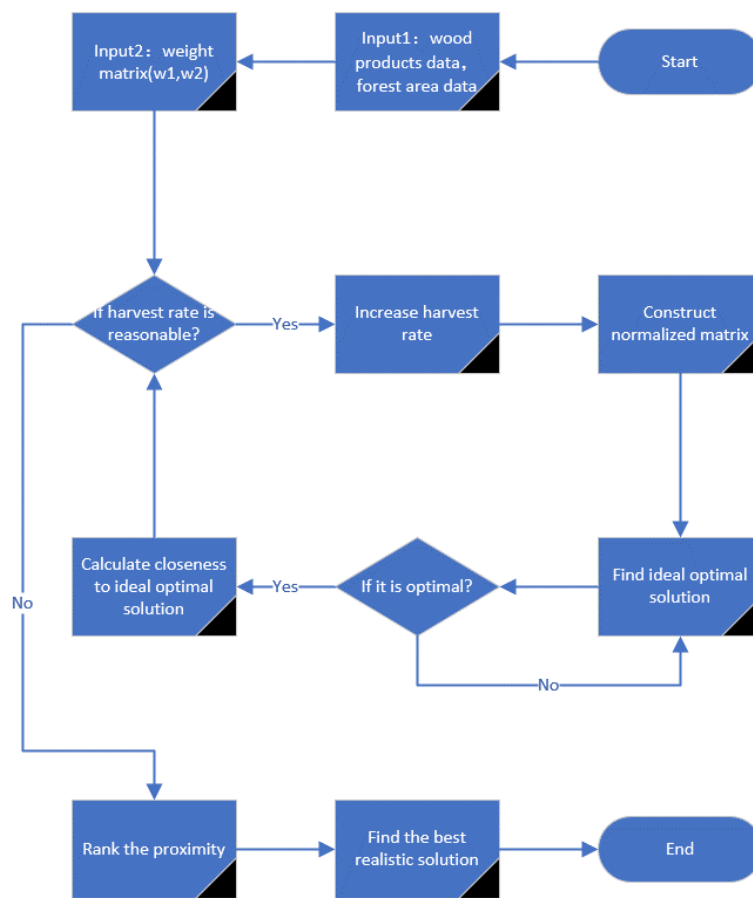 Start
Input1：wood
products data，
forest area data
Input2：weight
matrix(w1,w2)
If harvest rate is
reasonable?
Yes
Increase harvest
rate
Construct
normalized matrix
Find ideal optimal
solution
If it is optimal?
No
Yes
Calculate closeness
to ideal optimal
solution
No
Rank the proximity
Find the best
realistic solution
End